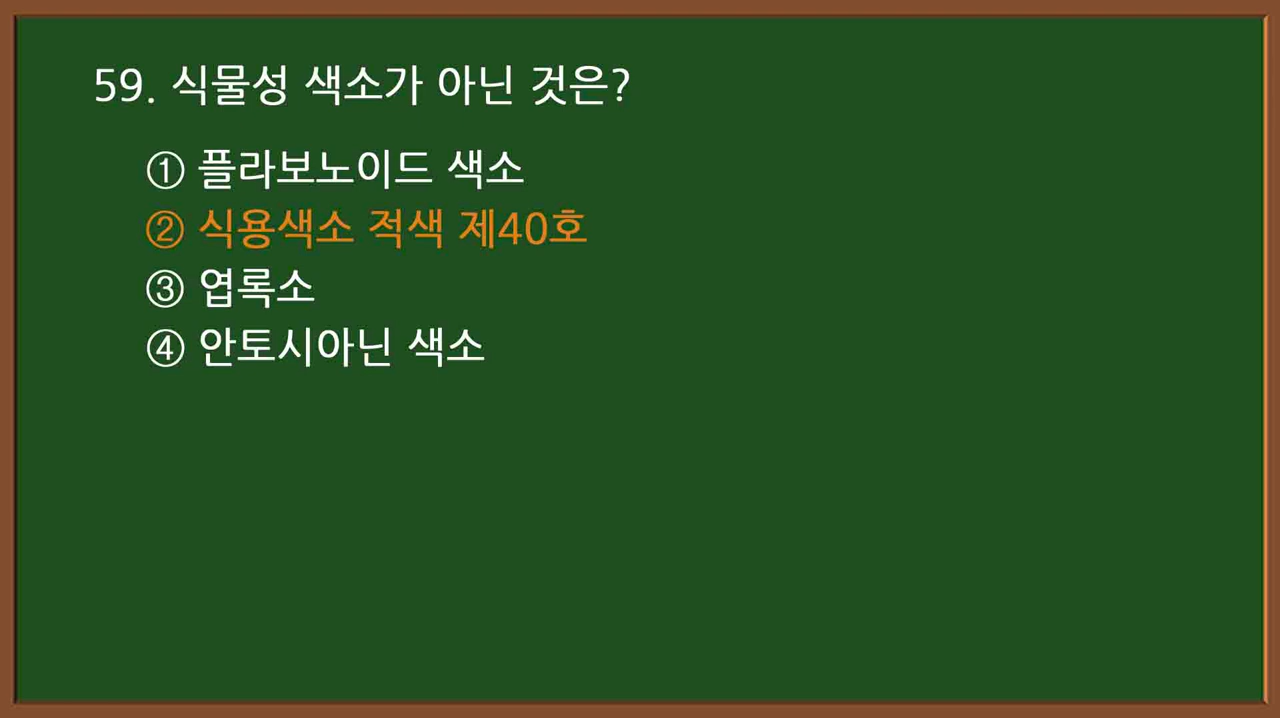 59. 식물성 색소가 아닌 것은?
① 플라보노이드 색소
② 식용색소 적색 제40호
③ 엽록소
④ 안토시아닌 색소